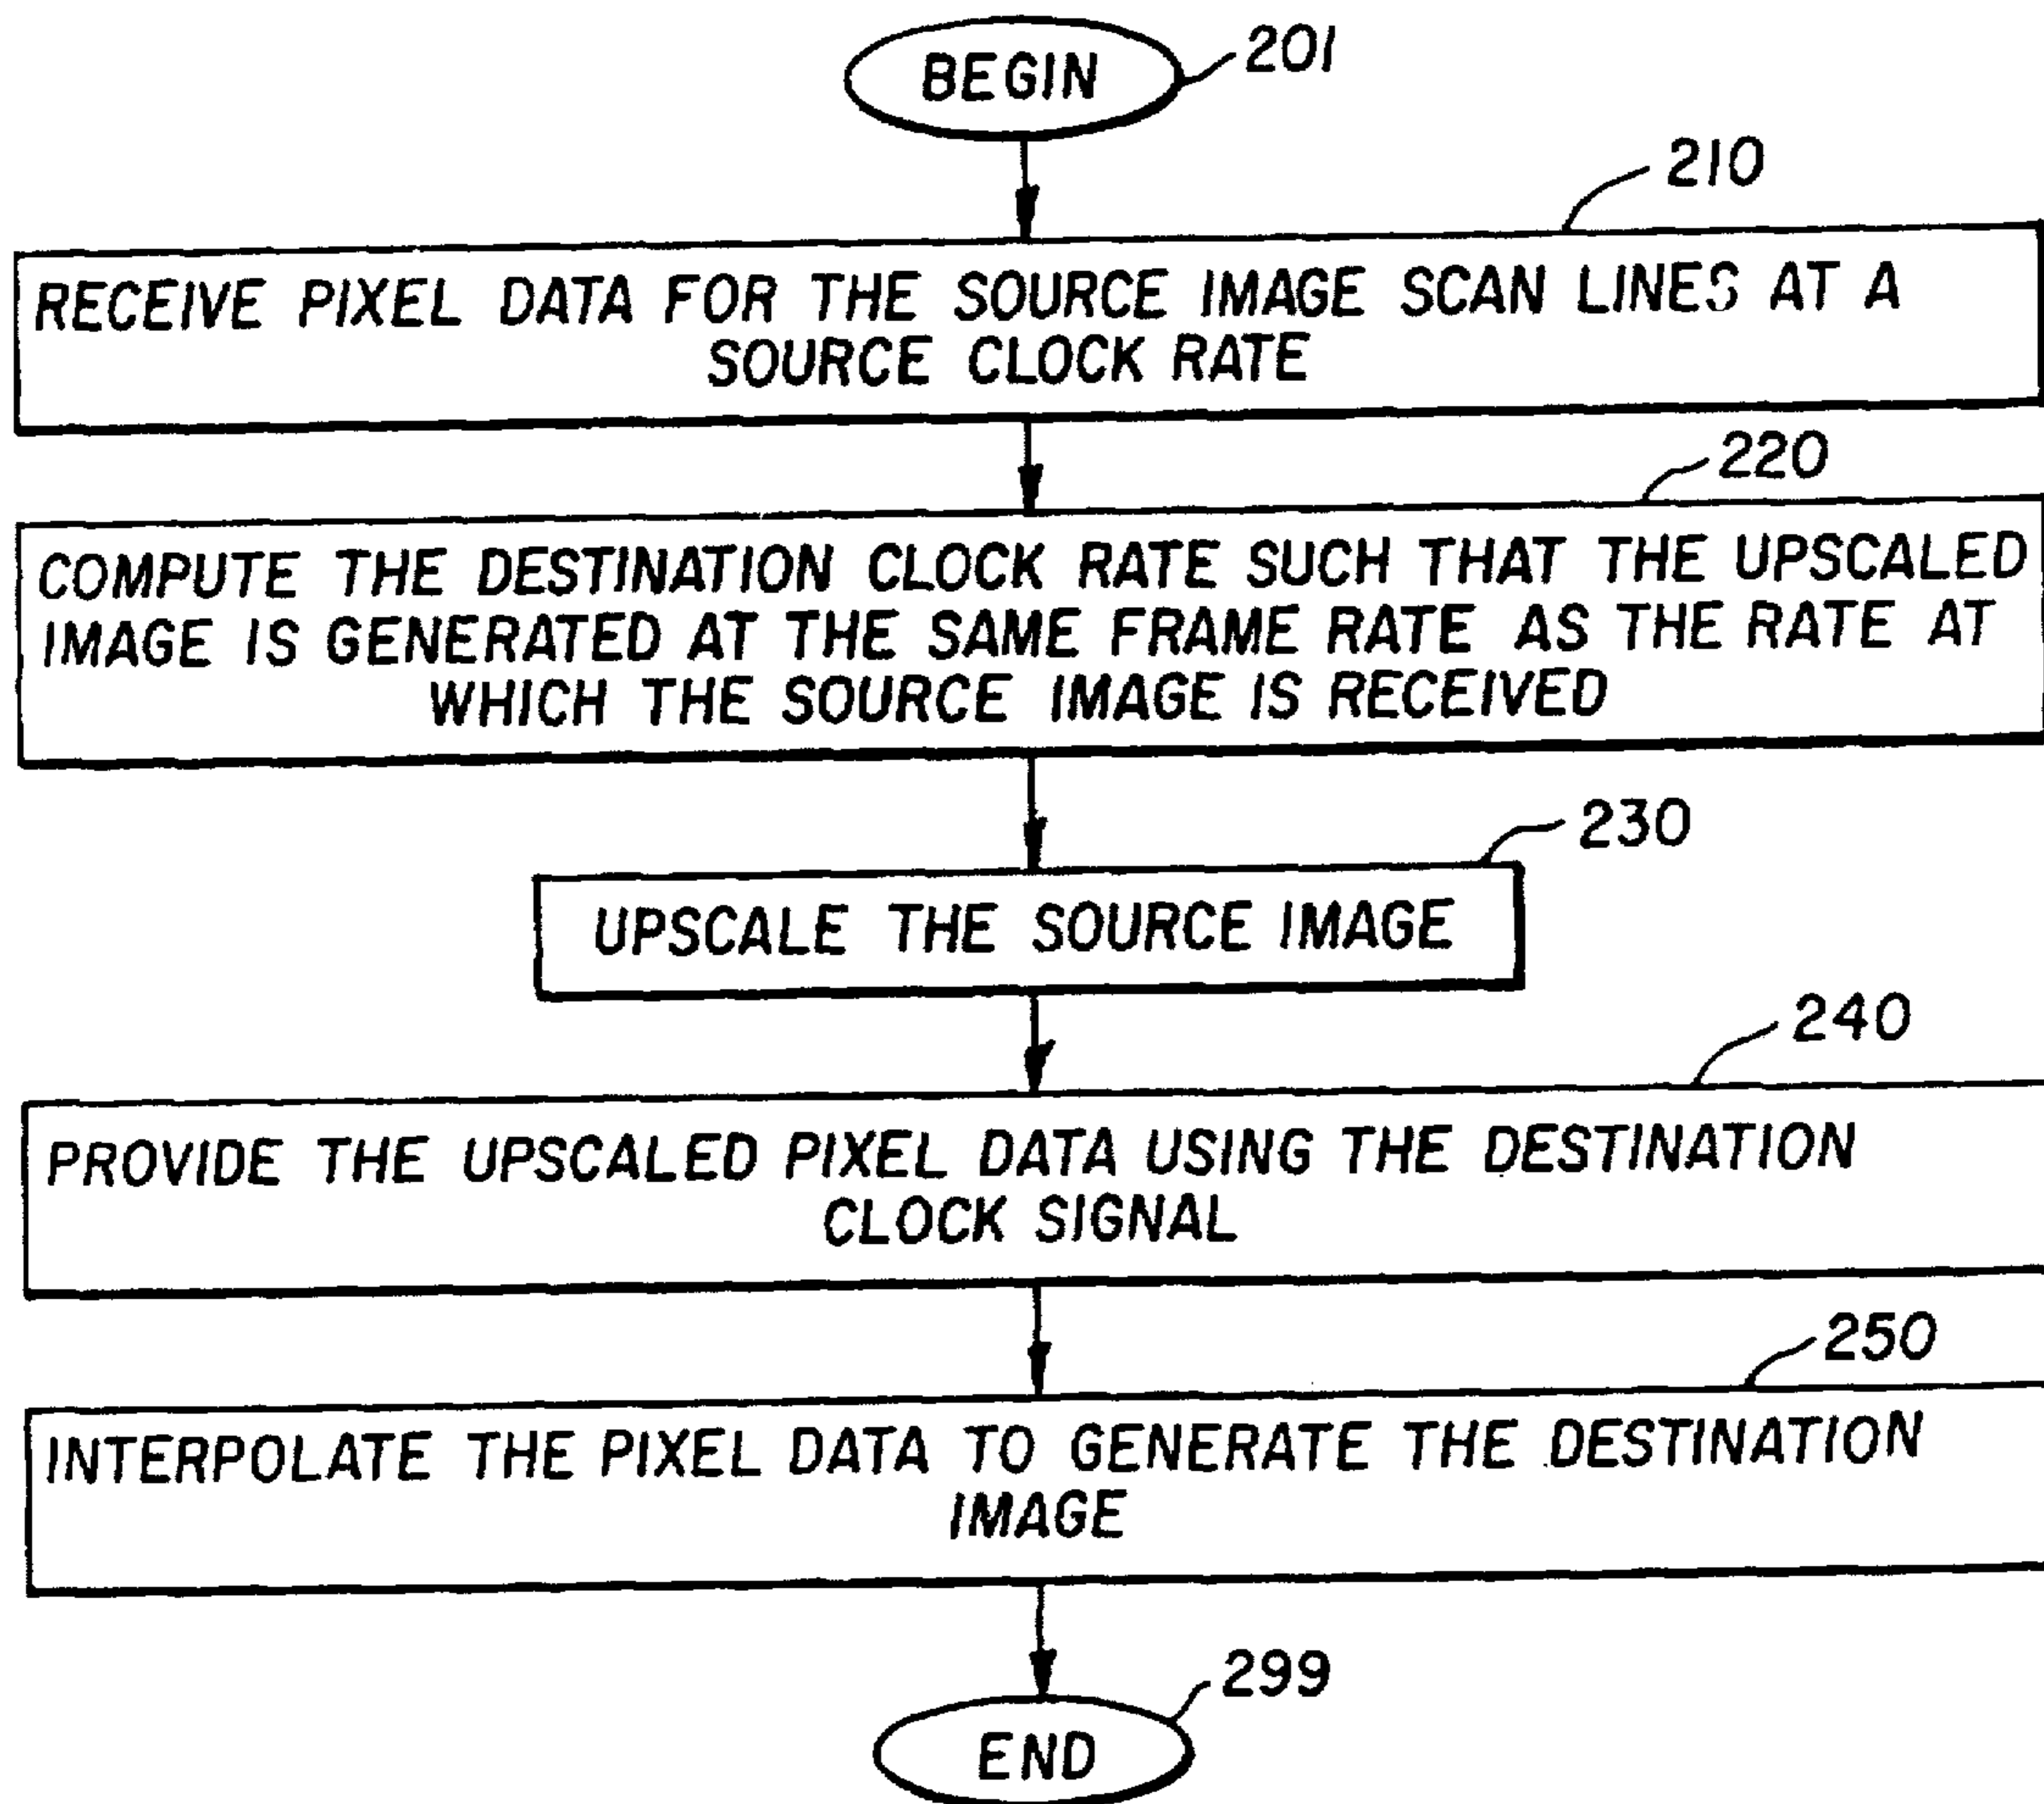 BEGIN
201
210
RECEIVE PIXEL DATA FOR THE SOURCE IMAGE SCAN LINES AT A
SOURCE CLOCK RATE
220
COMPUTE THE DESTINATION CLOCK RATE SUCH THAT THE UPSCALED
IMAGE IS GENERATED AT THE SAME FRAME RATE AS THE RATE AT
WHICH THE SOURCE IMAGE IS RECEIVED
230
UPSCALE THE SOURCE IMAGE
240
PROVIDE THE UPSCALED PIXEL DATA USING THE DESTINATION
CLOCK SIGNAL
250
INTERPOLATE THE PIXEL DATA TO GENERATE THE DESTINATION
IMAGE
299
END